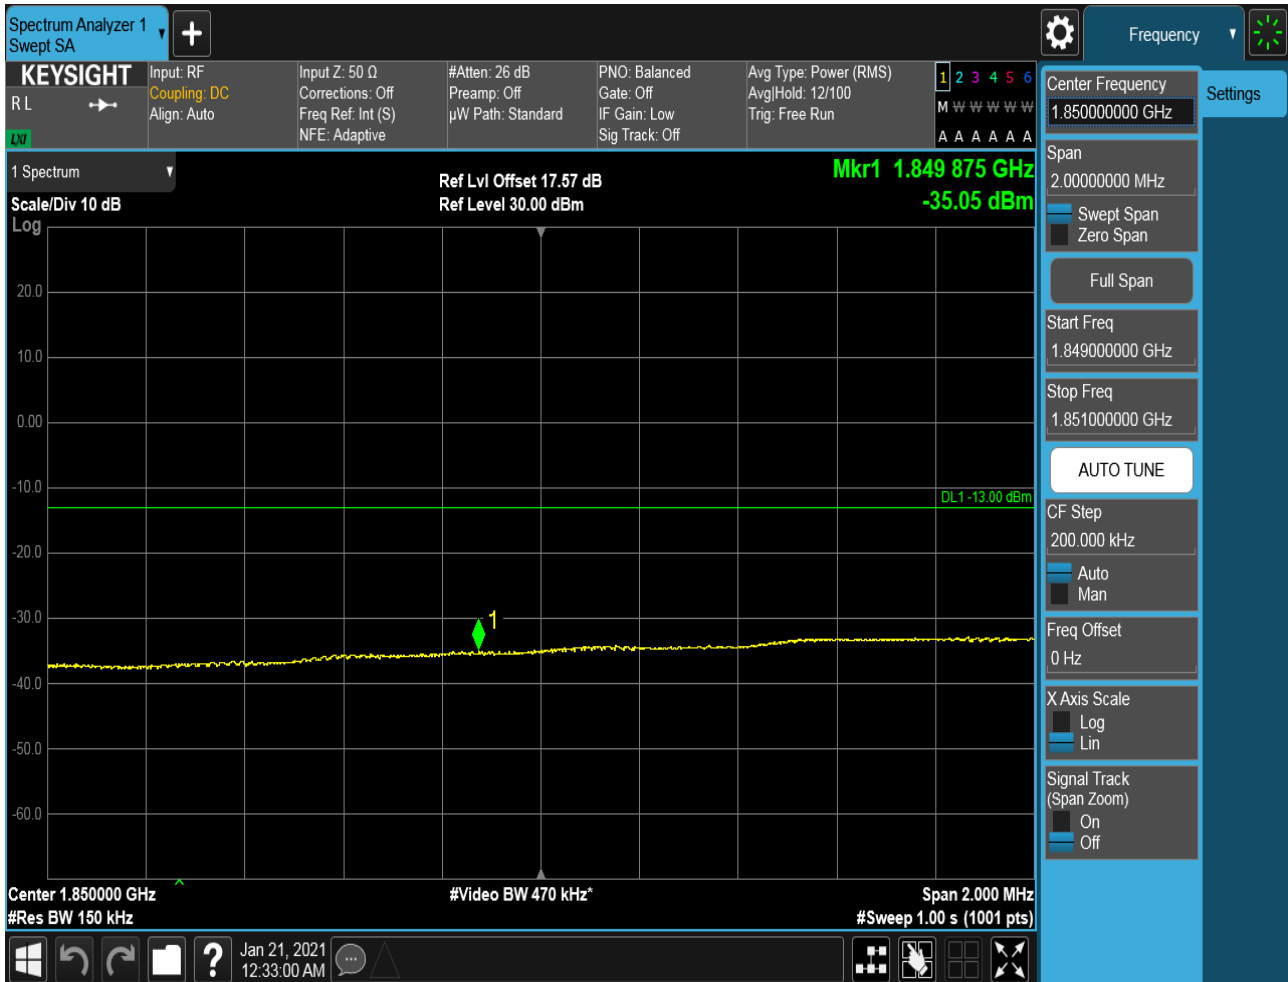 Spectrum Analyzer 1
Swept SA
Frequency
KEYSIGHT
R L
LXI
Input: RF
Coupling: DC
Align: Auto
Input Z: 50 Ω
Corrections: Off
Freq Ref: Int (S)
NFE: Adaptive
#Atten: 26 dB
Preamp: Off
µW Path: Standard
PNO: Balanced
Gate: Off
IF Gain: Low
Sig Track: Off
Avg Type: Power (RMS)
Avg|Hold: 12/100
Trig: Free Run
1 2 3 4 5 6
M W W W W W
A A A A A A
1 Spectrum
Scale/Div 10 dB
Log
Ref Lvl Offset 17.57 dB
Ref Level 30.00 dBm
Mkr1 1.849 875 GHz
-35.05 dBm
20.0
10.0
0.00
-10.0
DL1 -13.00 dBm
-20.0
-30.0
1
-40.0
-50.0
-60.0
Center 1.850000 GHz
#Video BW 470 kHz*
Span 2.000 MHz
#Res BW 150 kHz
#Sweep 1.00 s (1001 pts)
?
Jan 21, 2021
12:33:00 AM
Center Frequency
1.850000000 GHz
Settings
Span
2.00000000 MHz
Swept Span
Zero Span
Full Span
Start Freq
1.849000000 GHz
Stop Freq
1.851000000 GHz
AUTO TUNE
CF Step
200.000 kHz
Auto
Man
Freq Offset
0 Hz
X Axis Scale
Log
Lin
Signal Track
(Span Zoom)
On
Off